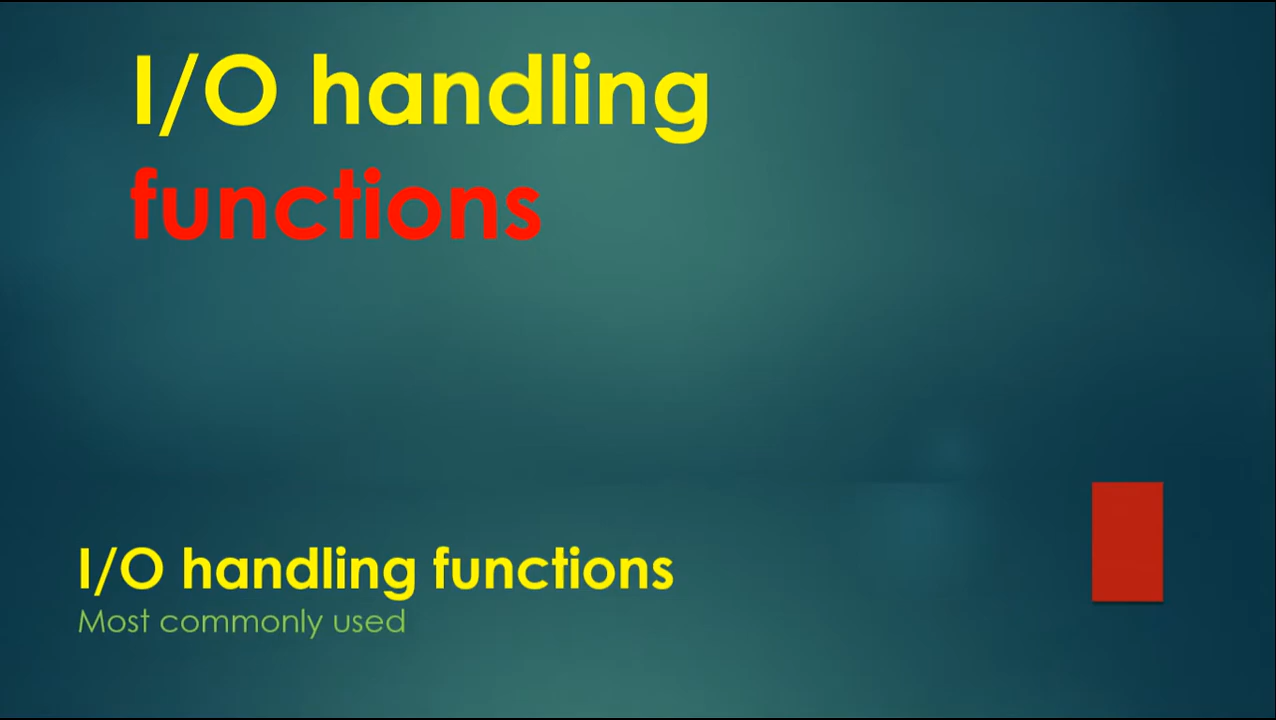 I/O handling
functions
I/O handling functions
Most commonly used